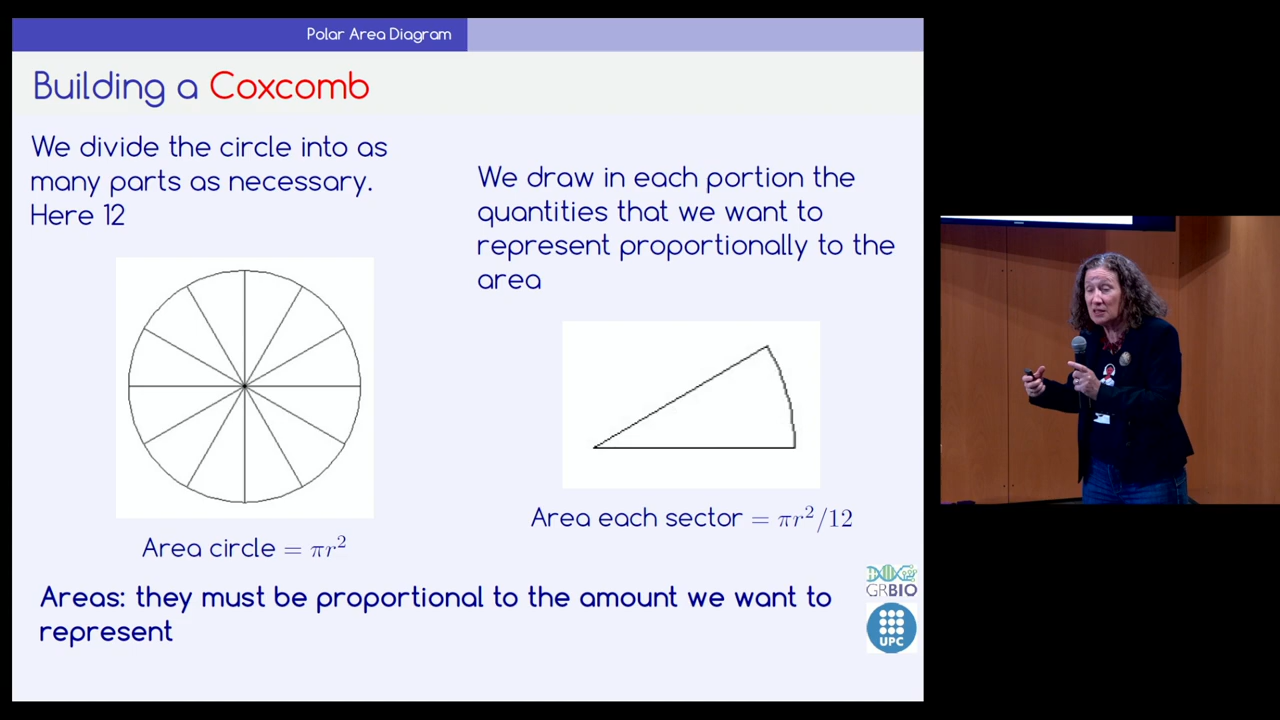 Polar Area Diagram
Building a Coxcomb
We divide the circle into as
many parts as necessary.
Here 12
Area circle = πr²
We draw in each portion the
quantities that we want to
represent proportionally to the
area
Area each sector = πr²/12
Areas: they must be proportional to the amount we want to
represent
GRBIO
UPC